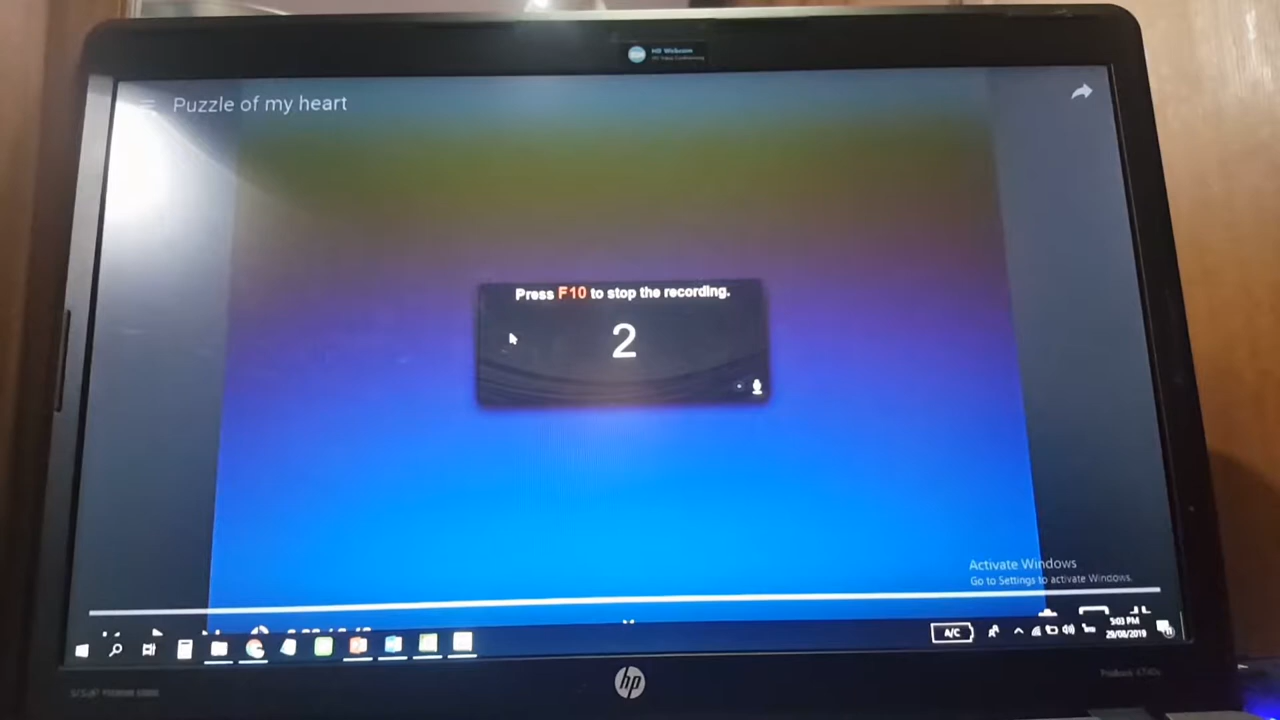 HP Webcam
Puzzle of my heart
Press F10 to stop the recording.
2
Activate Windows
Go to Settings to activate Windows.
A/C
5:03 PM
29/08/2019
hp